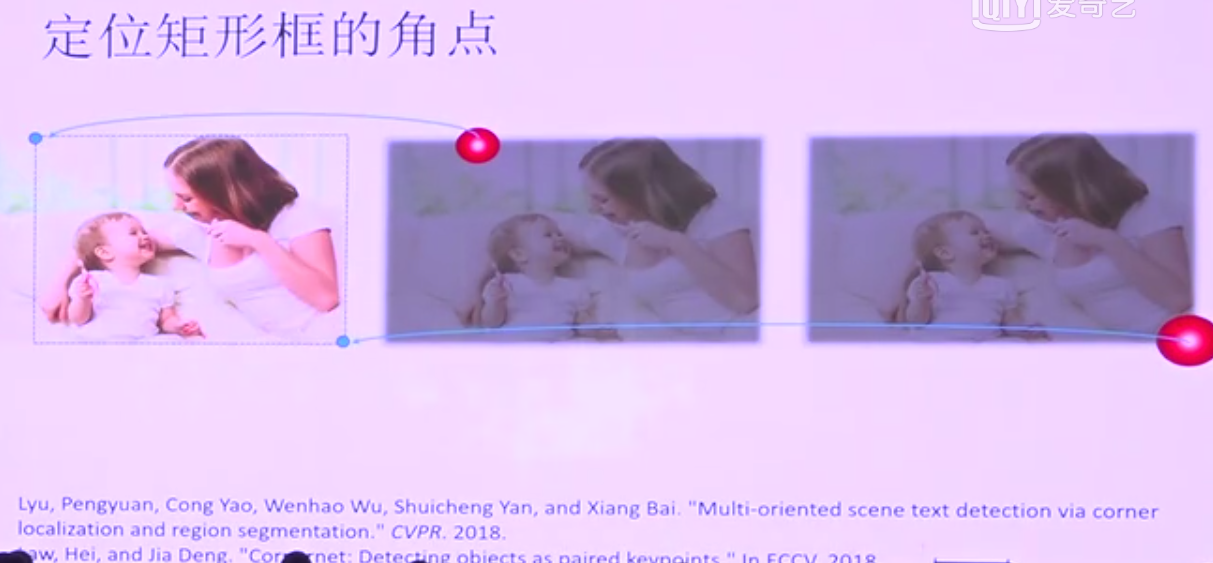 QIY 爱奇艺
定位矩形框的角点
Lyu, Pengyuan, Cong Yao, Wenhao Wu, Shuicheng Yan, and Xiang Bai. "Multi-oriented scene text detection via corner
localization and region segmentation." CVPR. 2018.
Hei, and Jia Deng. Detecting objects as paired keypoints." In ECCV, 2018